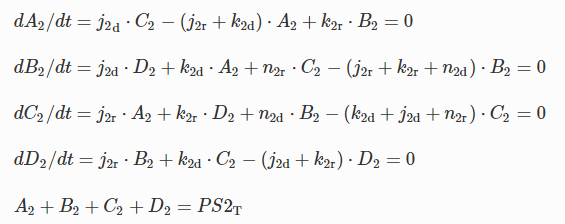 dA₂/dt = j₂d · C₂ − (j₂r + k₂d) · A₂ + k₂r · B₂ = 0
dB₂/dt = j₂d · D₂ + k₂d · A₂ + n₂r · C₂ − (j₂r + k₂r + n₂d) · B₂ = 0
dC₂/dt = j₂r · A₂ + k₂r · D₂ + n₂d · B₂ − (k₂d + j₂d + n₂r) · C₂ = 0
dD₂/dt = j₂r · B₂ + k₂d · C₂ − (j₂d + k₂r) · D₂ = 0
A₂ + B₂ + C₂ + D₂ = PS2_T